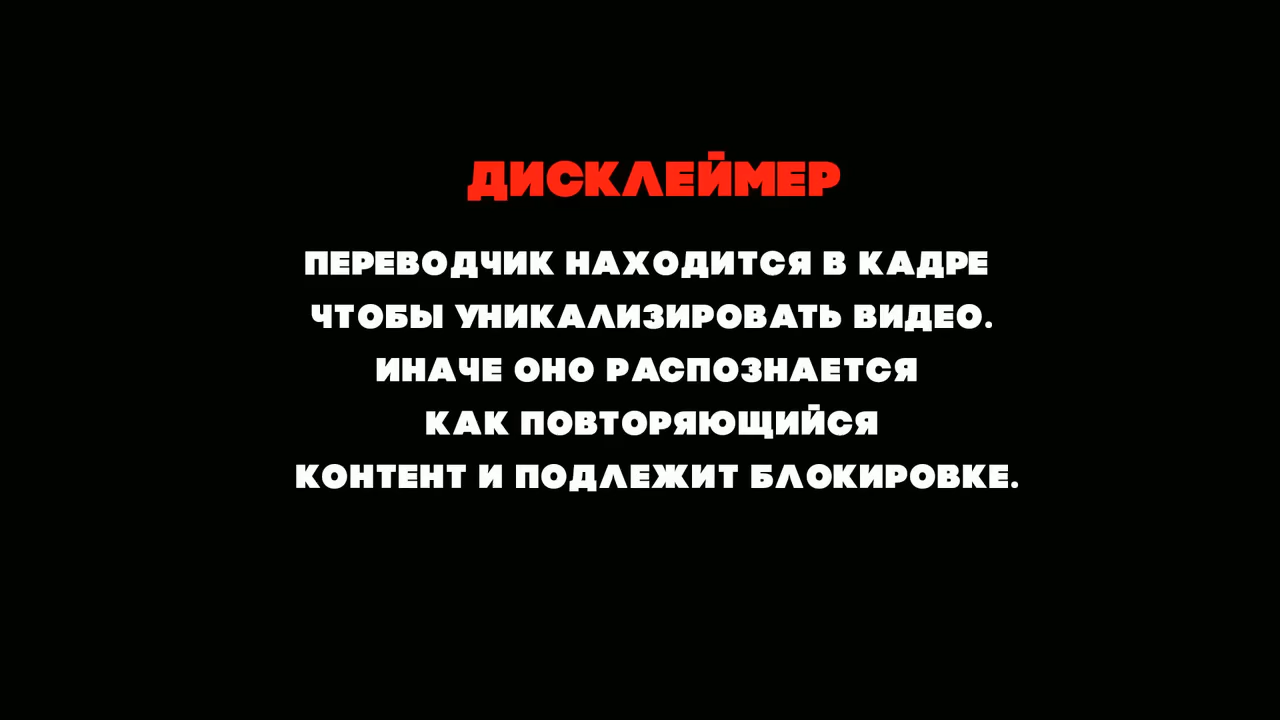 ДИСКЛЕЙМЕР
ПЕРЕВОДЧИК НАХОДИТСЯ В КАДРЕ
ЧТОБЫ УНИКАЛИЗИРОВАТЬ ВИДЕО.
ИНАЧЕ ОНО РАСПОЗНАЕТСЯ
КАК ПОВТОРЯЮЩИЙСЯ
КОНТЕНТ И ПОДЛЕЖИТ БЛОКИРОВКЕ.